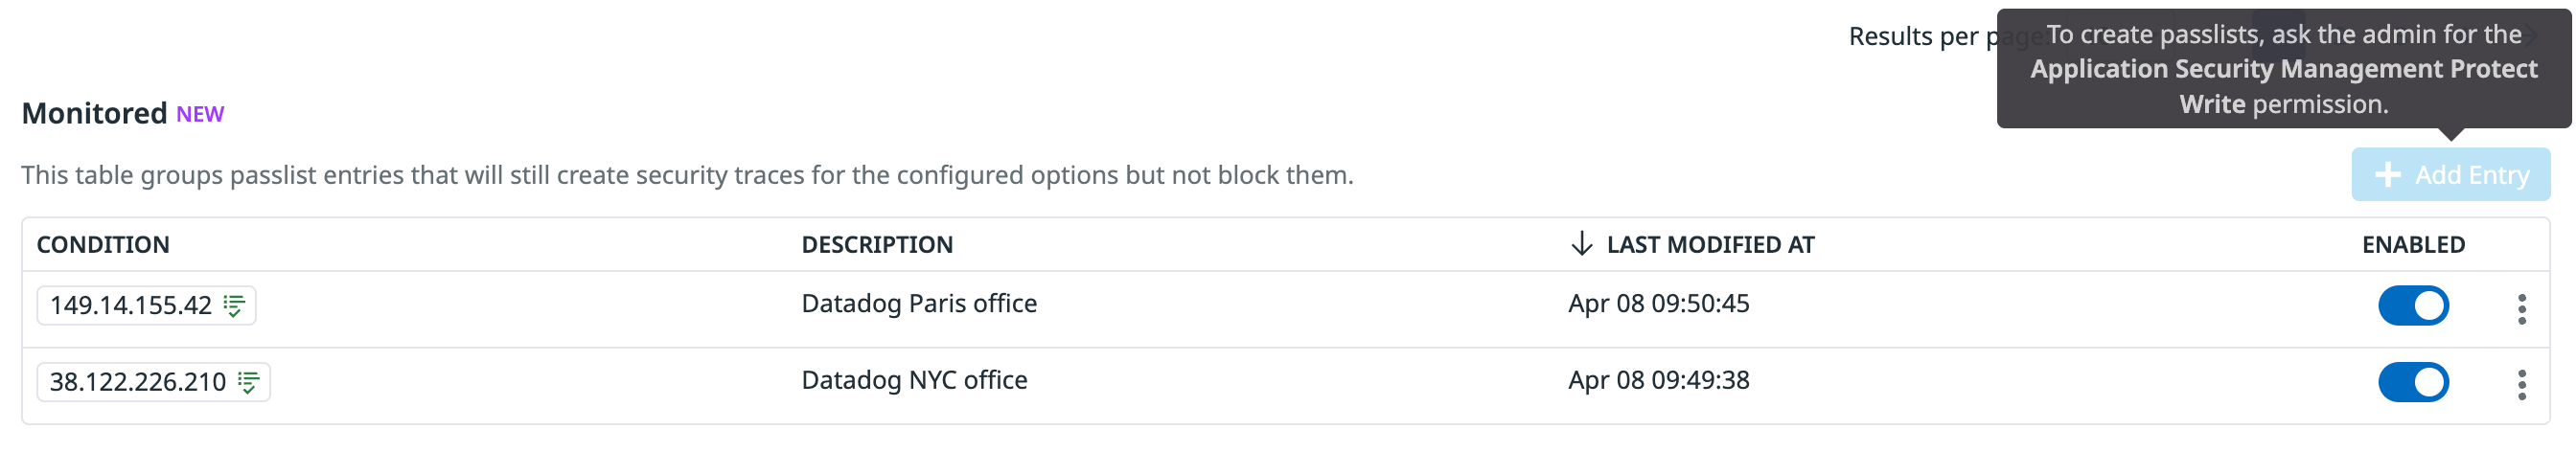 Results per page:
To create passlists, ask the admin for the
Application Security Management Protect
Write permission.
Monitored NEW
This table groups passlist entries that will still create security traces for the configured options but not block them.
Add Entry
CONDITION DESCRIPTION LAST MODIFIED AT ENABLED
149.14.155.42 Datadog Paris office Apr 08 09:50:45
38.122.226.210 Datadog NYC office Apr 08 09:49:38